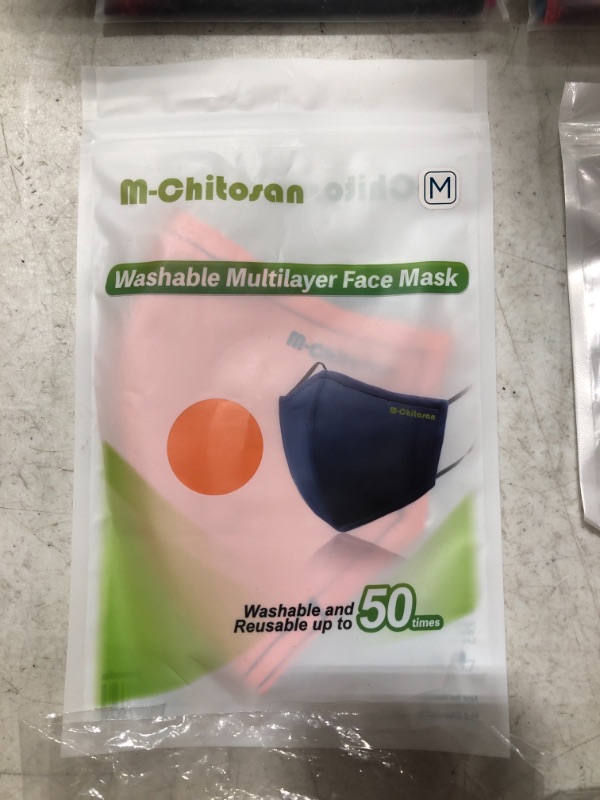 M-Chitosan
M
Washable Multilayer Face Mask
M-Chitosan
Washable and
Reusable up to 50 times